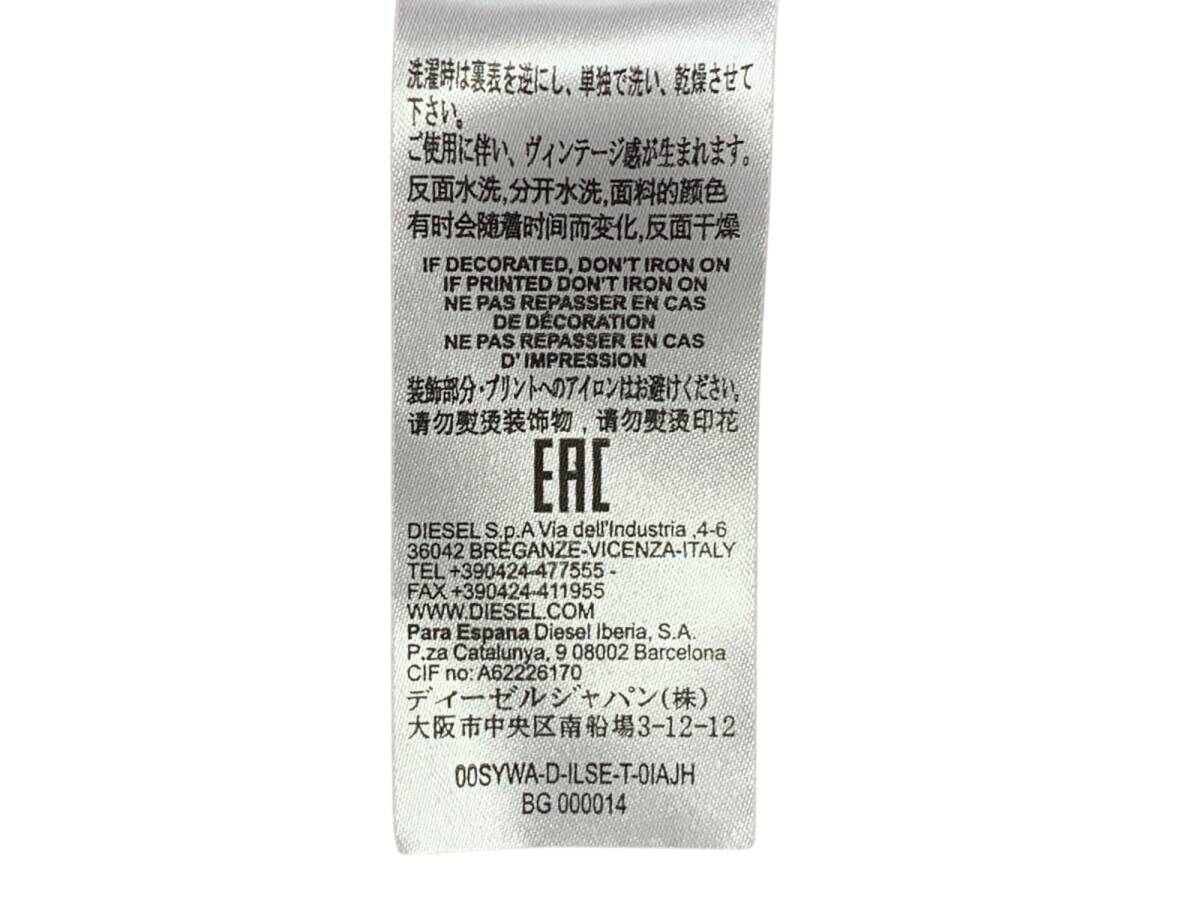 洗濯時は裏表を逆にし、単独で洗い、乾燥させて
下さい。
ご使用に伴い、ヴィンテージ感が生まれます。
反面水洗,分开水洗,面料的颜色
有时会随着时间而变化,反面干燥
IF DECORATED, DON'T IRON ON
IF PRINTED DON'T IRON ON
NE PAS REPASSER EN CAS
DE DÉCORATION
NE PAS REPASSER EN CAS
D' IMPRESSION
装飾部分・プリントへのアイロンはお避けください。
请勿熨烫装饰物，请勿熨烫印花
EAC
DIESEL S.p.A Via dell'Industria ,4-6
36042 BREGANZE-VICENZA-ITALY
TEL +390424-477555 -
FAX +390424-411955
WWW.DIESEL.COM
Para Espana Diesel Iberia, S.A.
P.za Catalunya, 9 08002 Barcelona
CIF no: A62226170
ディーゼルジャパン(株)
大阪市中央区南船場3-12-12
00SYWA-D-ILSE-T-0IAJH
BG 000014